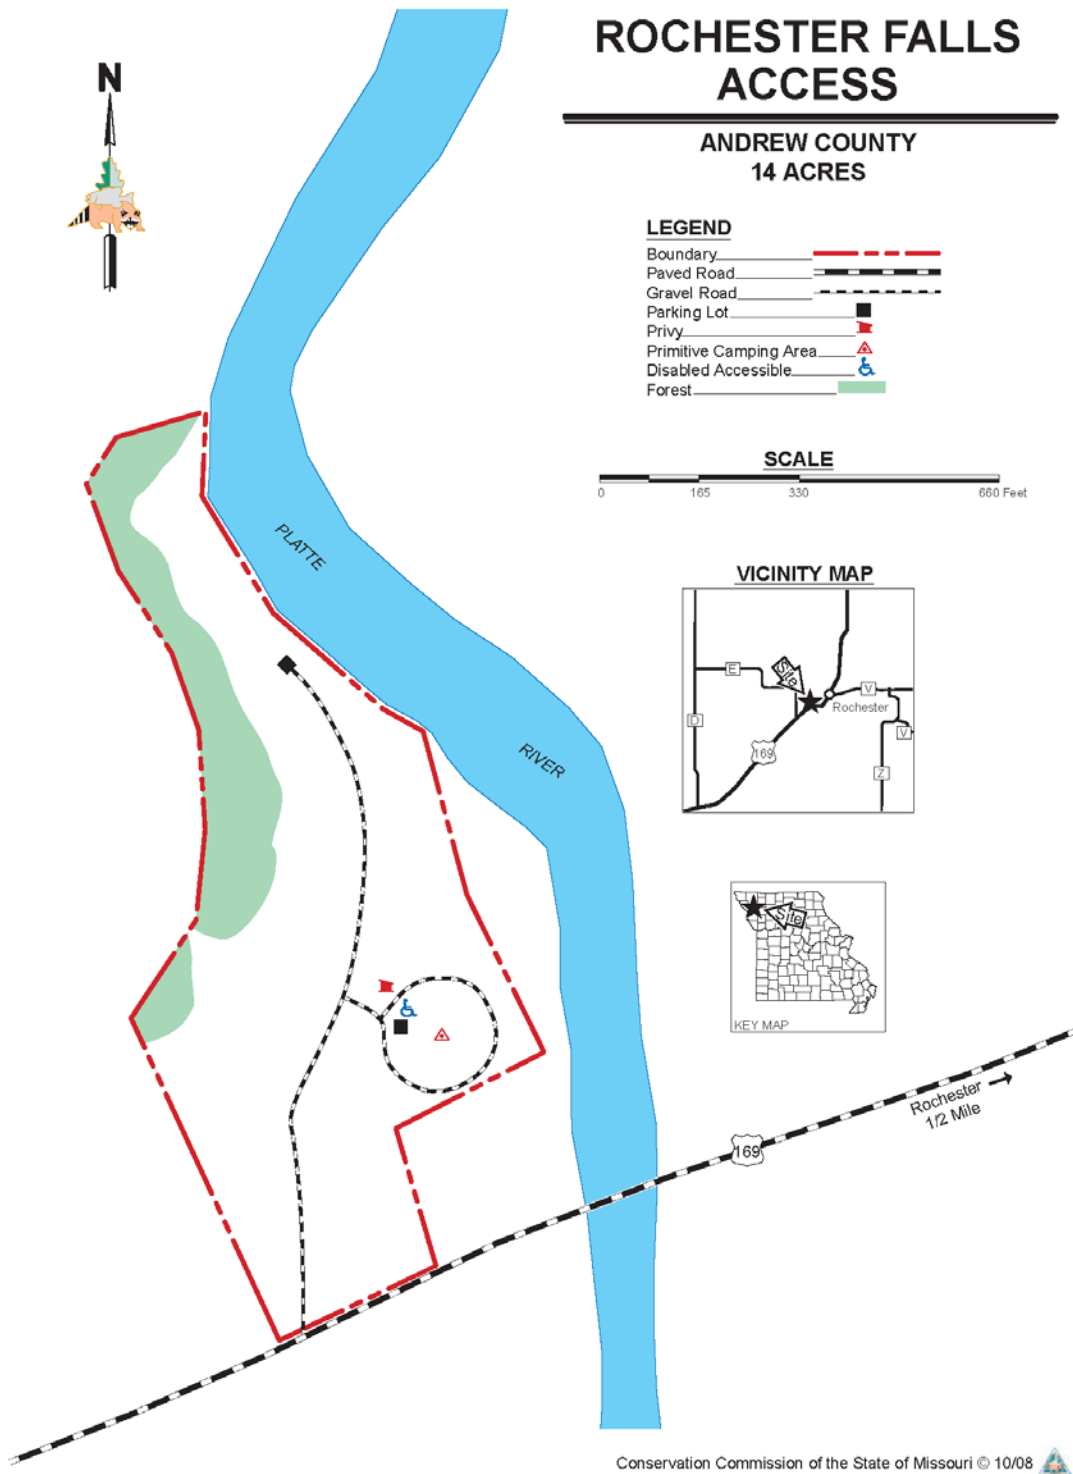 ROCHESTER FALLS
ACCESS
N
ANDREW COUNTY
14 ACRES
LEGEND
Boundary
Paved Road
Gravel Road
Parking Lot
Privy
Primitive Camping Area
Disabled Accessible
Forest
SCALE
0 165 330 660 Feet
PLATTE
RIVER
VICINITY MAP
E
Site
V
Rochester
D
V
169
Z
Site
KEY MAP
Rochester
1/2 Mile
169
Conservation Commission of the State of Missouri © 10/08